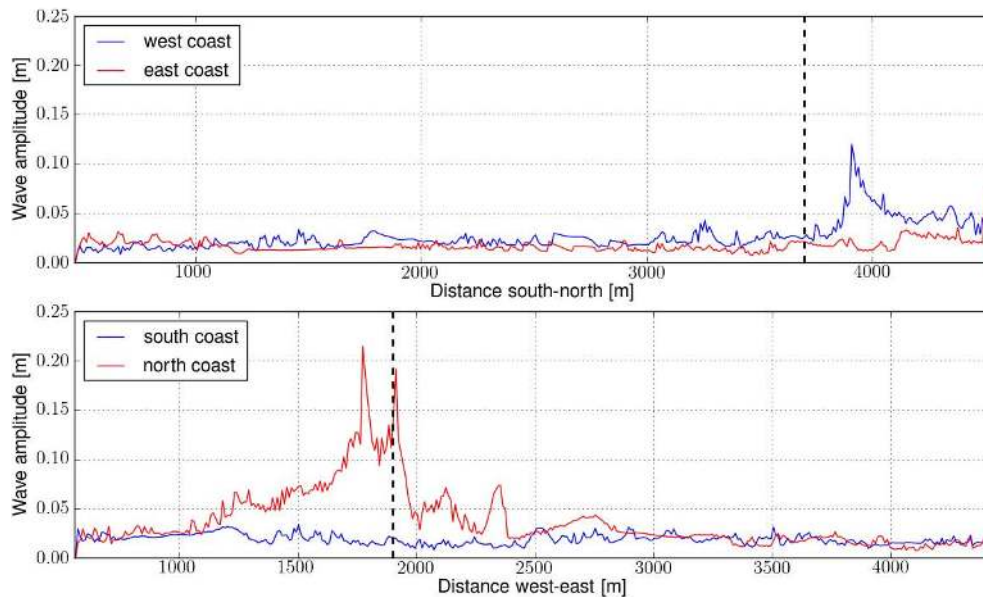 0.25
0.20
0.15
0.10
0.05
0.00
Wave amplitude [m]
west coast
east coast
1000
2000
3000
4000
Distance south-north [m]
0.25
0.20
0.15
0.10
0.05
0.00
Wave amplitude [m]
south coast
north coast
1000
1500
2000
2500
3000
3500
4000
Distance west-east [m]